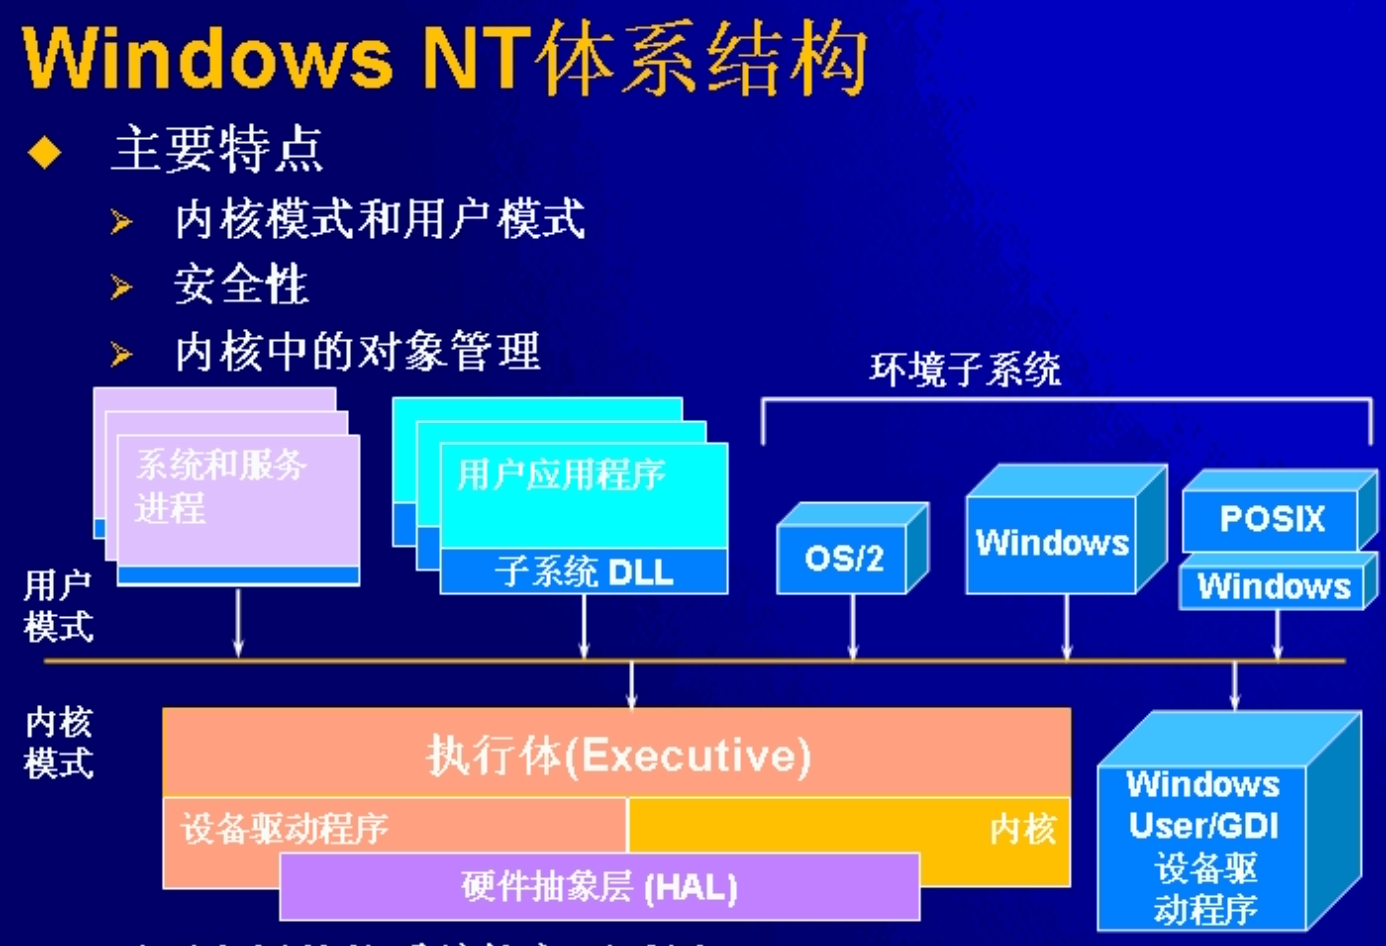 Windows NT体系结构
主要特点
内核模式和用户模式
安全性
内核中的对象管理
环境子系统
系统和服务
进程
用户应用程序
子系统 DLL
OS/2
Windows
POSIX
Windows
用户
模式
内核
模式
执行体(Executive)
设备驱动程序
内核
硬件抽象层 (HAL)
Windows
User/GDI
设备驱
动程序